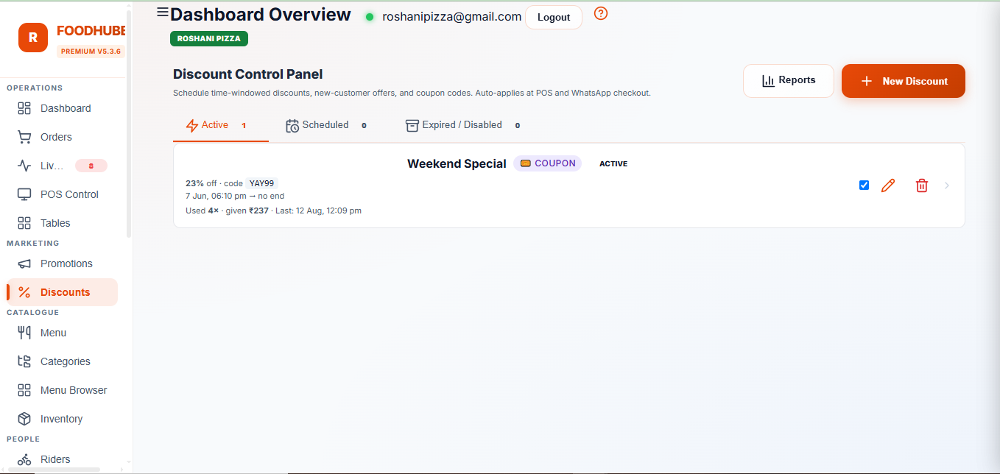 R
FOODHUBE
PREMIUM V5.3.6
OPERATIONS
Dashboard
Orders
Liv... 8
POS Control
Tables
MARKETING
Promotions
Discounts
CATALOGUE
Menu
Categories
Menu Browser
Inventory
PEOPLE
Riders
Dashboard Overview roshanipizza@gmail.com Logout ?
ROSHANI PIZZA
Discount Control Panel
Schedule time-windowed discounts, new-customer offers, and coupon codes. Auto-applies at POS and WhatsApp checkout.
Reports
+ New Discount
Active 1 Scheduled 0 Expired / Disabled 0
Weekend Special COUPON ACTIVE
23% off · code YAY99
7 Jun, 06:10 pm → no end
Used 4× · given ₹237 · Last: 12 Aug, 12:09 pm